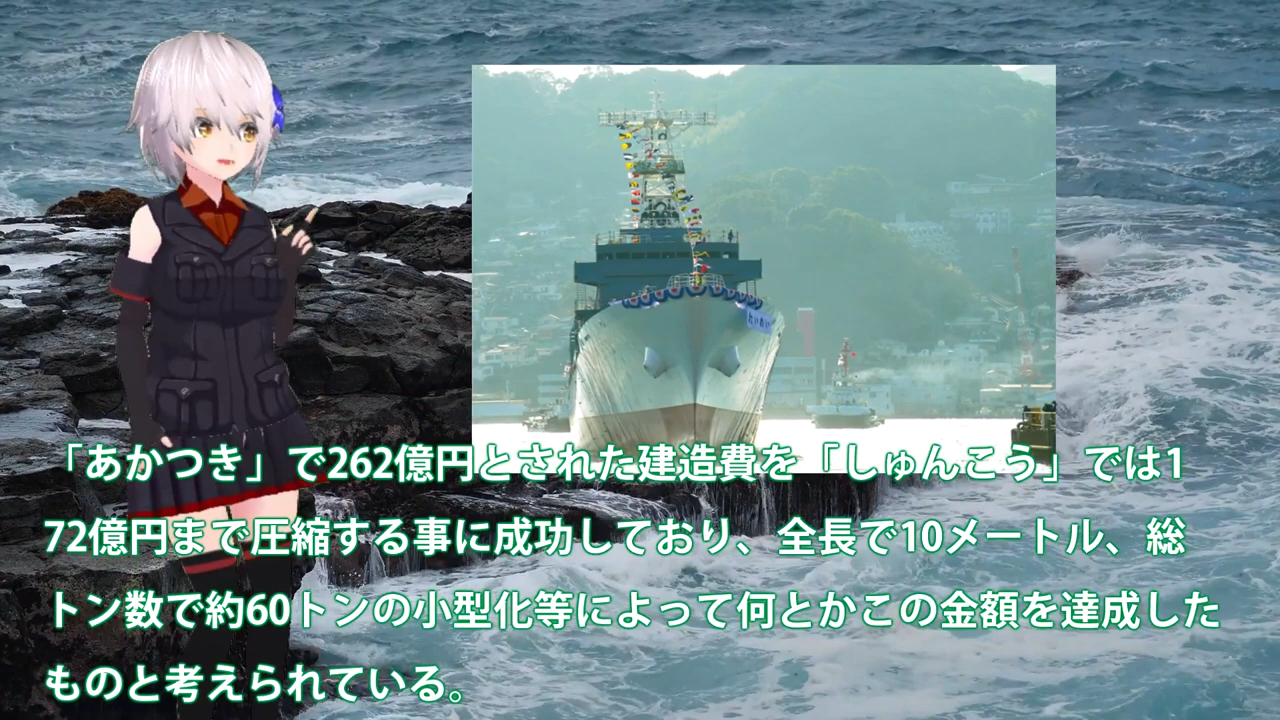 「あかつき」で262億円とされた建造費を「しゅんこう」では1
72億円まで圧縮する事に成功しており、全長で10メートル、総
トン数で約60トンの小型化等によって何とかこの金額を達成した
ものと考えられている。